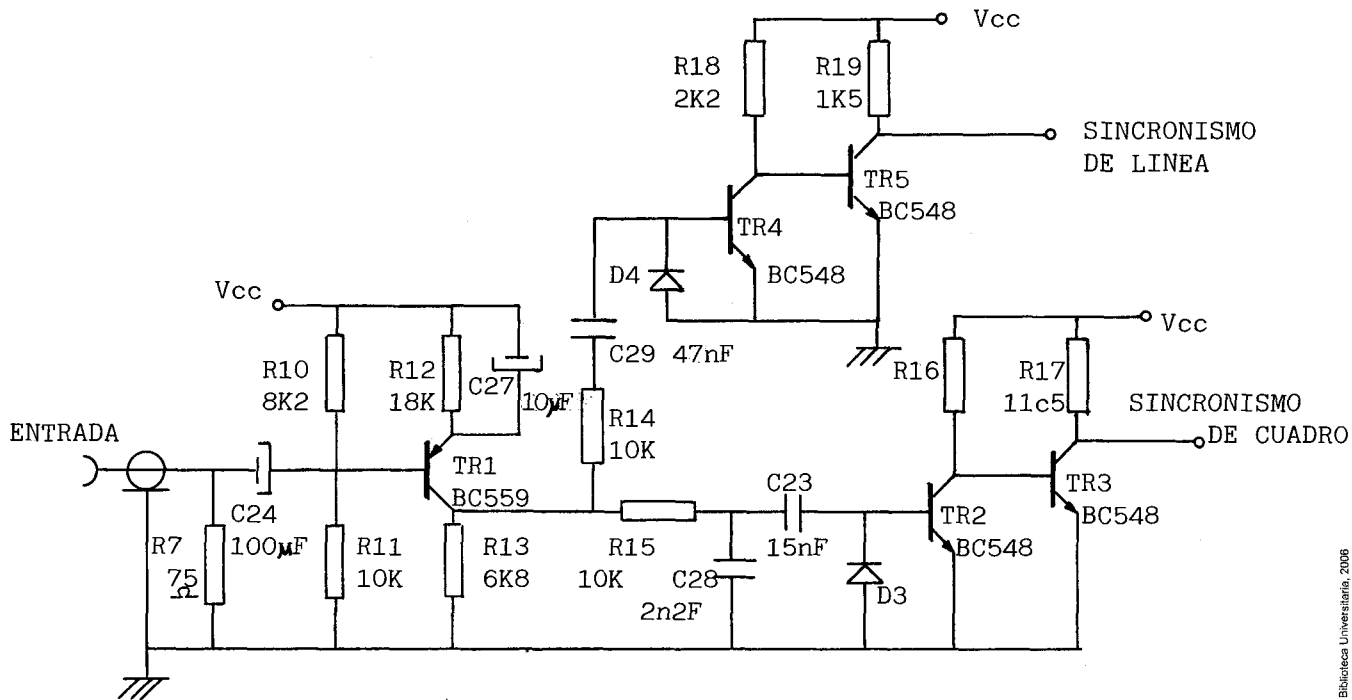 Vcc
R18
2K2
R19
1K5
SINCRONISMO
DE LINEA
TR5
BC548
TR4
BC548
D4
Vcc
C29 47nF
Vcc
R10
8K2
R12
18K
C27
10µF
R14
10K
R16
R17
11c5
SINCRONISMO
DE CUADRO
ENTRADA
TR1
BC559
C23
15nF
TR2
BC548
TR3
BC548
C24
100µF
R7
75
Ω
R11
10K
R13
6K8
R15
10K
C28
2n2F
D3
Biblioteca Universitaria, 2006